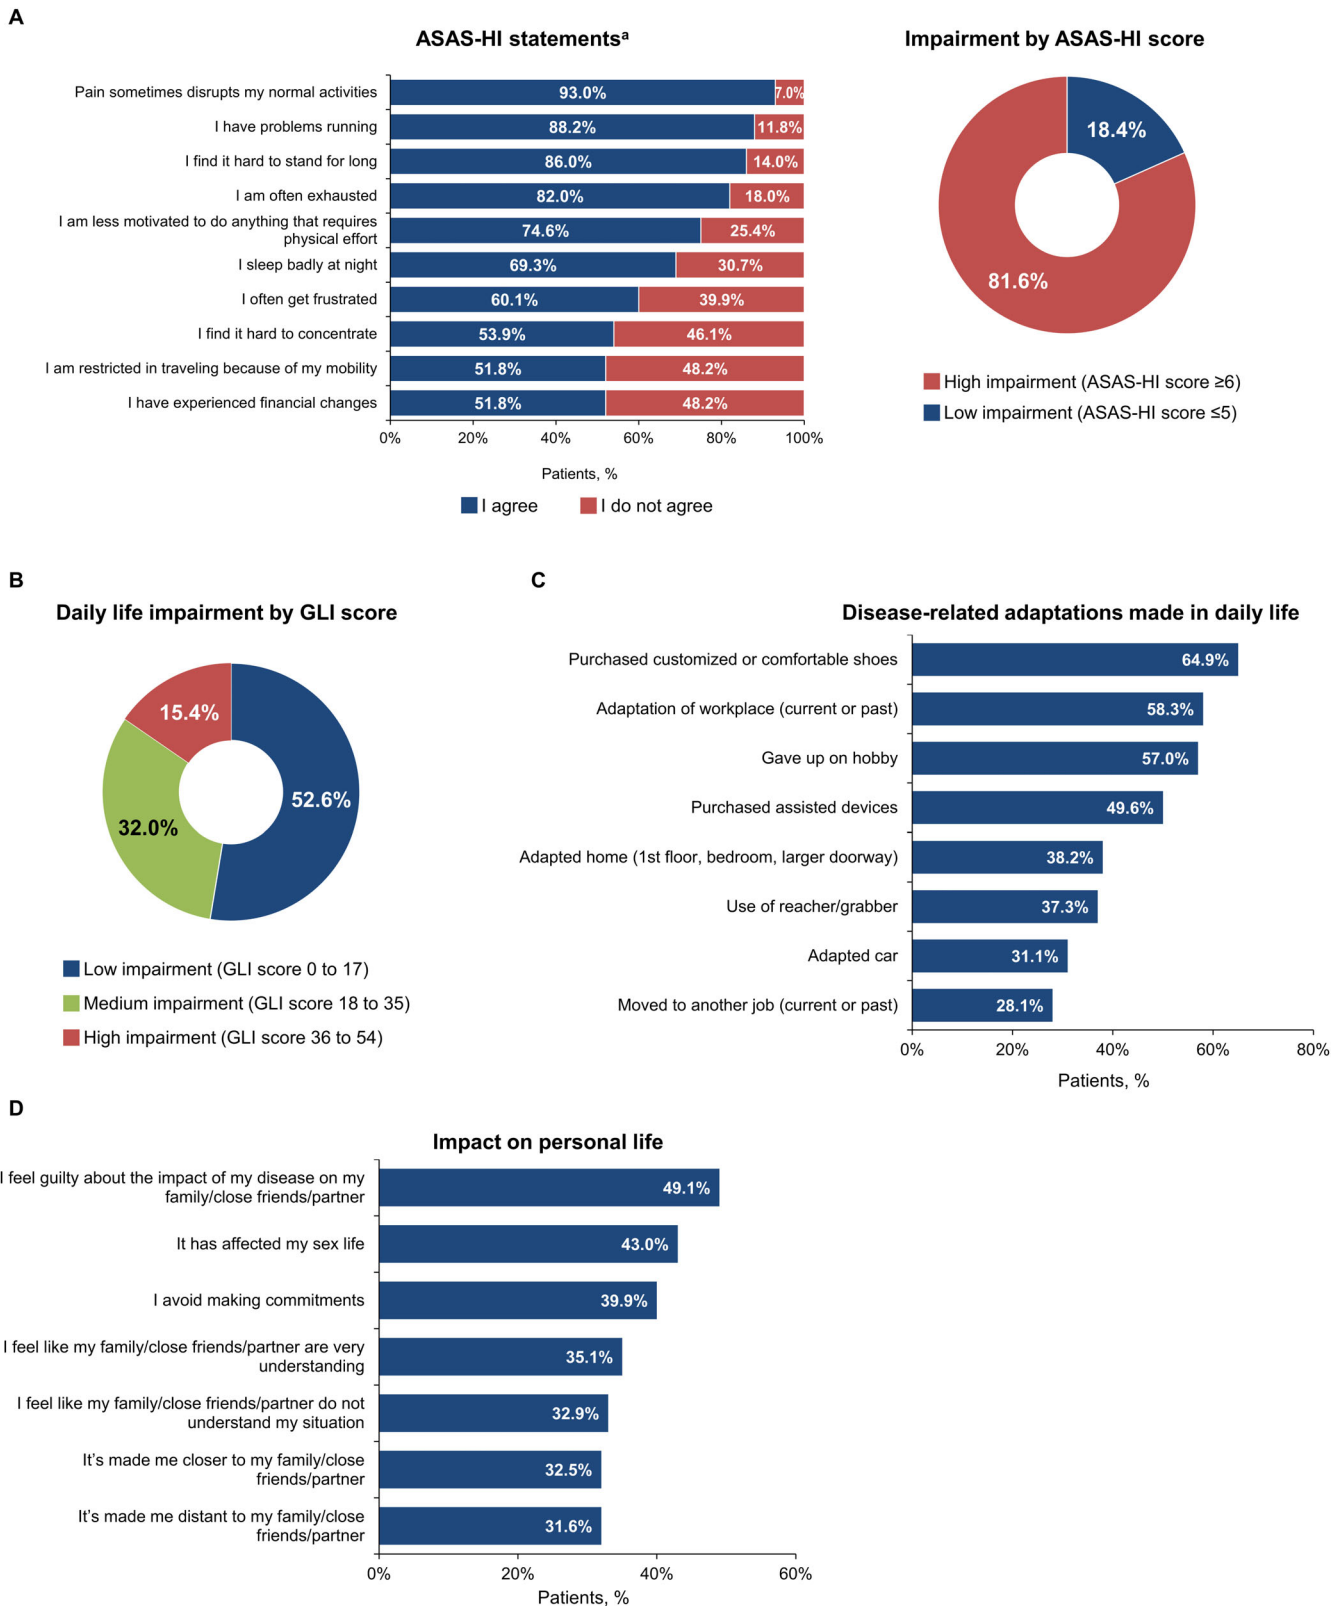 A
ASAS-HI statementsª
Pain sometimes disrupts my normal activities
93.0%
7.0%
I have problems running
88.2%
11.8%
I find it hard to stand for long
86.0%
14.0%
I am often exhausted
82.0%
18.0%
I am less motivated to do anything that requires
physical effort
74.6%
25.4%
I sleep badly at night
69.3%
30.7%
I often get frustrated
60.1%
39.9%
I find it hard to concentrate
53.9%
46.1%
I am restricted in traveling because of my mobility
51.8%
48.2%
I have experienced financial changes
51.8%
48.2%
0%
20%
40%
60%
80%
100%
Patients, %
I agree
I do not agree
Impairment by ASAS-HI score
18.4%
81.6%
High impairment (ASAS-HI score ≥6)
Low impairment (ASAS-HI score ≤5)
B
Daily life impairment by GLI score
15.4%
52.6%
32.0%
Low impairment (GLI score 0 to 17)
Medium impairment (GLI score 18 to 35)
High impairment (GLI score 36 to 54)
C
Disease-related adaptations made in daily life
Purchased customized or comfortable shoes
64.9%
Adaptation of workplace (current or past)
58.3%
Gave up on hobby
57.0%
Purchased assisted devices
49.6%
Adapted home (1st floor, bedroom, larger doorway)
38.2%
Use of reacher/grabber
37.3%
Adapted car
31.1%
Moved to another job (current or past)
28.1%
0%
20%
40%
60%
80%
Patients, %
D
Impact on personal life
I feel guilty about the impact of my disease on my
family/close friends/partner
49.1%
It has affected my sex life
43.0%
I avoid making commitments
39.9%
I feel like my family/close friends/partner are very
understanding
35.1%
I feel like my family/close friends/partner do not
understand my situation
32.9%
It's made me closer to my family/close
friends/partner
32.5%
It's made me distant to my family/close
friends/partner
31.6%
0%
20%
40%
60%
Patients, %